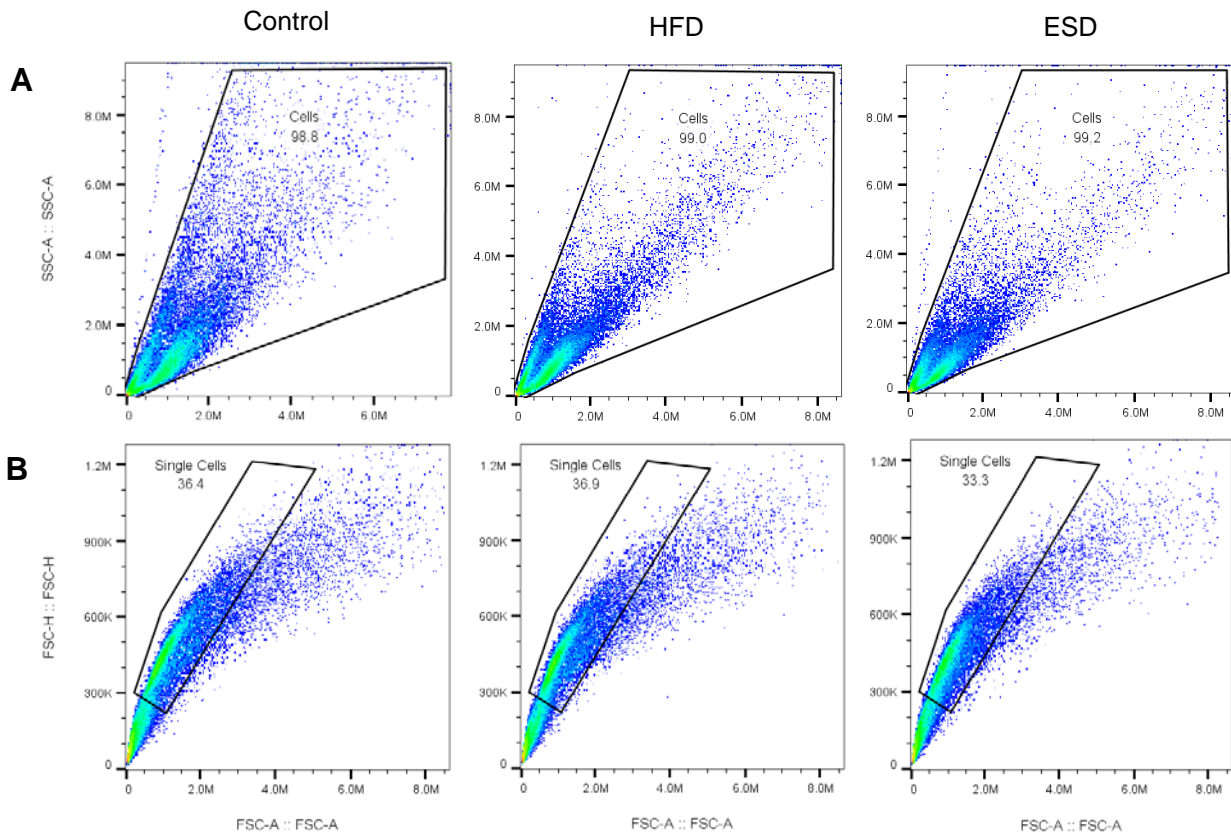 Control HFD ESD
A
SSC-A :: SSC-A
8.0M
6.0M
4.0M
2.0M
0
Cells
98.8
0 2.0M 4.0M 6.0M
8.0M
6.0M
4.0M
2.0M
0
Cells
99.0
0 2.0M 4.0M 6.0M 8.0M
8.0M
6.0M
4.0M
2.0M
0
Cells
99.2
0 2.0M 4.0M 6.0M 8.0M
B
FSC-H :: FSC-H
1.2M
900K
600K
300K
0
Single Cells
36.4
0 2.0M 4.0M 6.0M 8.0M
FSC-A :: FSC-A
1.2M
900K
600K
300K
0
Single Cells
36.9
0 2.0M 4.0M 6.0M 8.0M
FSC-A :: FSC-A
1.2M
900K
600K
300K
0
Single Cells
33.3
0 2.0M 4.0M 6.0M 8.0M
FSC-A :: FSC-A